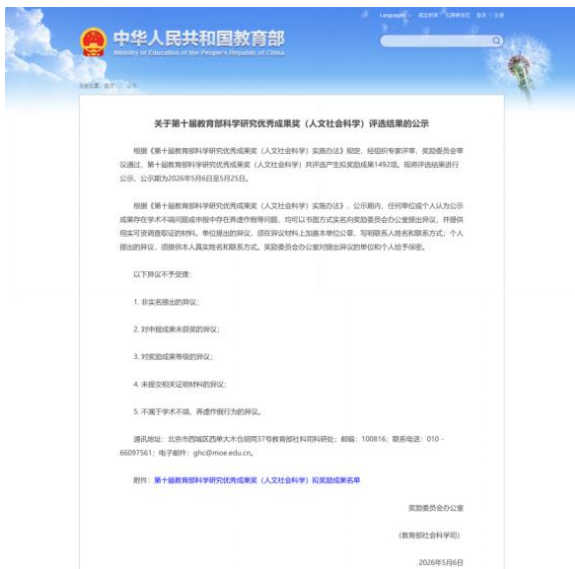 Languages
中华人民共和国教育部
Ministry of Education of the People's Republic of China
关于第十届教育部科学研究优秀成果奖（人文社会科学）评选结果的公示
根据《第十届教育部科学研究优秀成果奖（人文社会科学）实施办法》规定，经组织专家评审、奖励委员会审
议通过，第十届教育部科学研究优秀成果奖（人文社会科学）共评选产生拟奖励成果1492项。现将评选结果进行
公示，公示期为2026年5月6日至5月25日。
根据《第十届教育部科学研究优秀成果奖（人文社会科学）实施办法》，公示期内，任何单位或个人认为公示
成果存在学术不端问题或申报中存在弄虚作假等问题，均可以书面方式实名向奖励委员会办公室提出异议，并提供
翔实可资调查取证的材料。单位提出的异议，须在异议材料上加盖本单位公章，写明联系人姓名和联系方式；个人
提出的异议，须提供本人真实姓名和联系方式。奖励委员会办公室对提出异议的单位和个人给予保密。
以下异议不予受理：
1. 非实名提出的异议；
2. 对申报成果未获奖的异议；
3. 对奖励成果等级的异议；
4. 未提交相关证明材料的异议；
5. 不属于学术不端、弄虚作假行为的异议。
通讯地址：北京市西城区西单大木仓胡同37号教育部社科司科研处；邮编：100816；联系电话：010－
66097561；电子邮件：ghc@moe.edu.cn。
附件：第十届教育部科学研究优秀成果奖（人文社会科学）拟奖励成果名单
奖励委员会办公室
（教育部社会科学司）
2026年5月6日